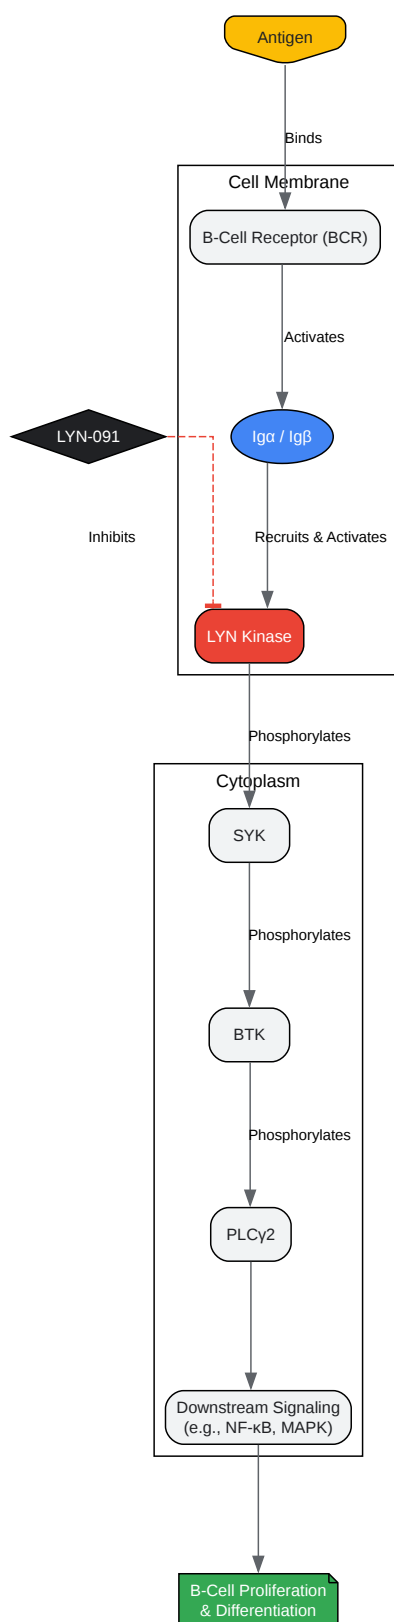 Antigen
Binds
Cell Membrane
B-Cell Receptor (BCR)
Activates
LYN-091
Igα / Igβ
Inhibits
Recruits & Activates
LYN Kinase
Phosphorylates
Cytoplasm
SYK
Phosphorylates
BTK
Phosphorylates
PLCγ2
Downstream Signaling
(e.g., NF-κB, MAPK)
B-Cell Proliferation
& Differentiation